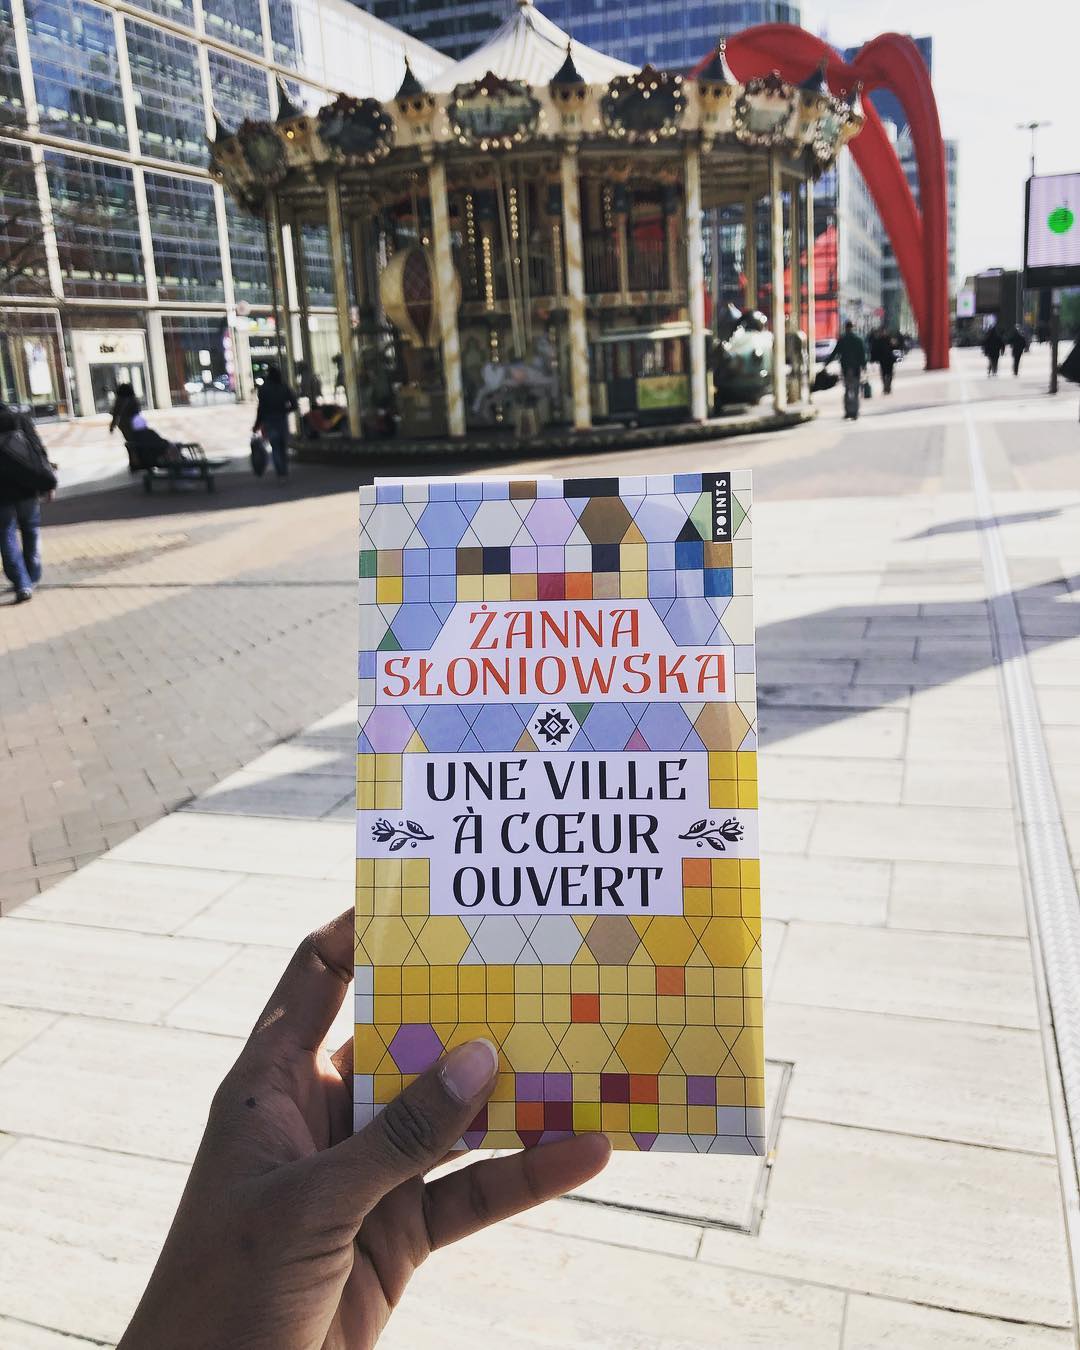 POINTS
ŻANNA
SŁONIOWSKA
UNE VILLE
À CŒUR
OUVERT